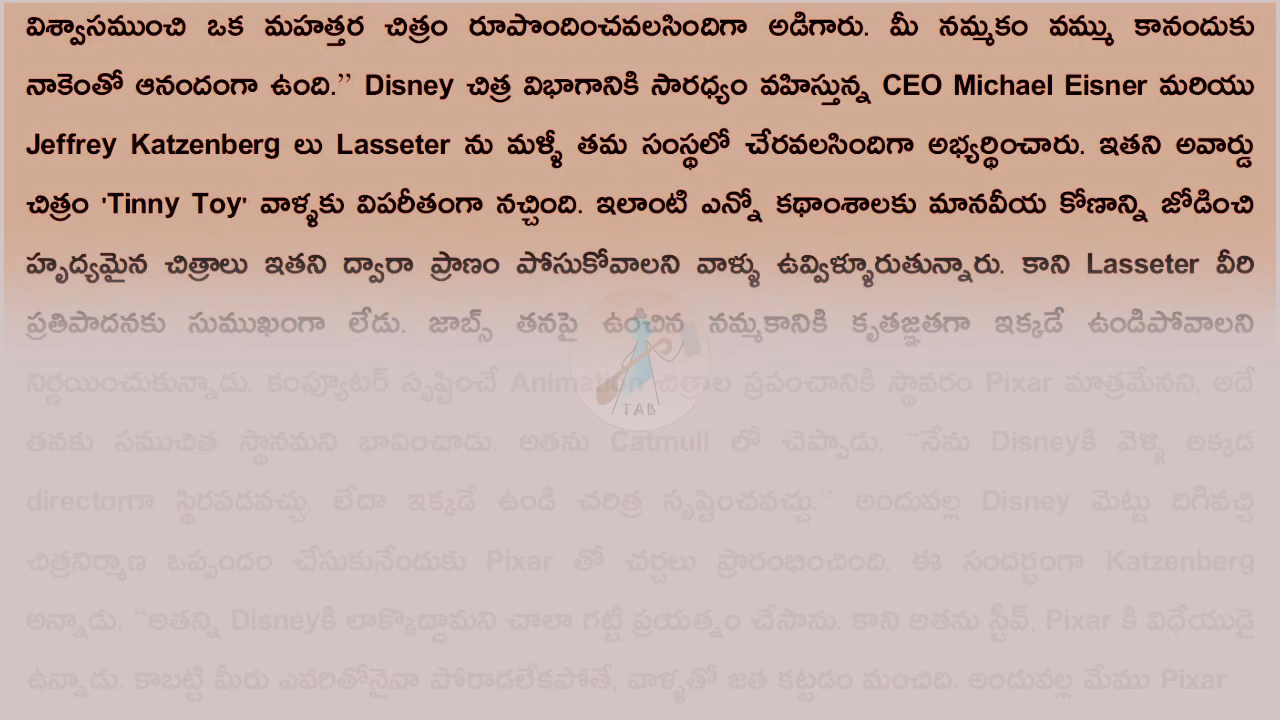 విశ్వాసముంచి ఒక మహత్తర చిత్రం రూపొందించవలసిందిగా అడిగారు. మీ నమ్మకం వమ్ము కానందుకు
నాకెంతో ఆనందంగా ఉంది.” Disney చిత్ర విభాగానికి సారధ్యం వహిస్తున్న CEO Michael Eisner మరియు
Jeffrey Katzenberg లు Lasseter ను మళ్ళీ తమ సంస్థలో చేరవలసిందిగా అభ్యర్థించారు. ఇతని అవార్డు
చిత్రం 'Tinny Toy' వాళ్ళకు విపరీతంగా నచ్చింది. ఇలాంటి ఎన్నో కథాంశాలకు మానవీయ కోణాన్ని జోడించి
హృద్యమైన చిత్రాలు ఇతని ద్వారా ప్రాణం పోసుకోవాలని వాళ్ళు ఉవ్విళ్ళూరుతున్నారు. కాని Lasseter వీరి
ప్రతిపాదనకు సుముఖంగా లేడు. జాబ్స్ తనపై ఉంచిన నమ్మకానికి కృతజ్ఞతగా ఇక్కడే ఉండిపోవాలని
నిర్ణయించుకున్నాడు. కంప్యూటర్ సృష్టించే Animation చిత్రాల ప్రపంచానికి స్థావరం Pixar మాత్రమేనని, అదే
తనకు సముచిత స్థానమని భావించాడు. అతను Catmull లో చెప్పాడు, “నేను Disneyకి వెళ్ళి అక్కడ
directorగా స్థిరపడవచ్చు. లేదా ఇక్కడే ఉండి చరిత్ర సృష్టించవచ్చు.” అందువల్ల Disney మెట్టు దిగివచ్చి
చిత్రనిర్మాణ ఒప్పందం చేసుకునేందుకు Pixar తో చర్చలు ప్రారంభించింది. ఈ సందర్భంగా Katzenberg
అన్నాడు, “అతన్ని Disneyకి లాక్కొద్దామని చాలా గట్టి ప్రయత్నం చేసాను. కాని అతను స్టీవ్, Pixar కి విధేయుడై
ఉన్నాడు. కాబట్టి మీరు ఎవరితోనైనా పోరాడలేకపోతే, వాళ్ళతో జత కట్టడం మంచిది. అందువల్ల మేము Pixar
TAB